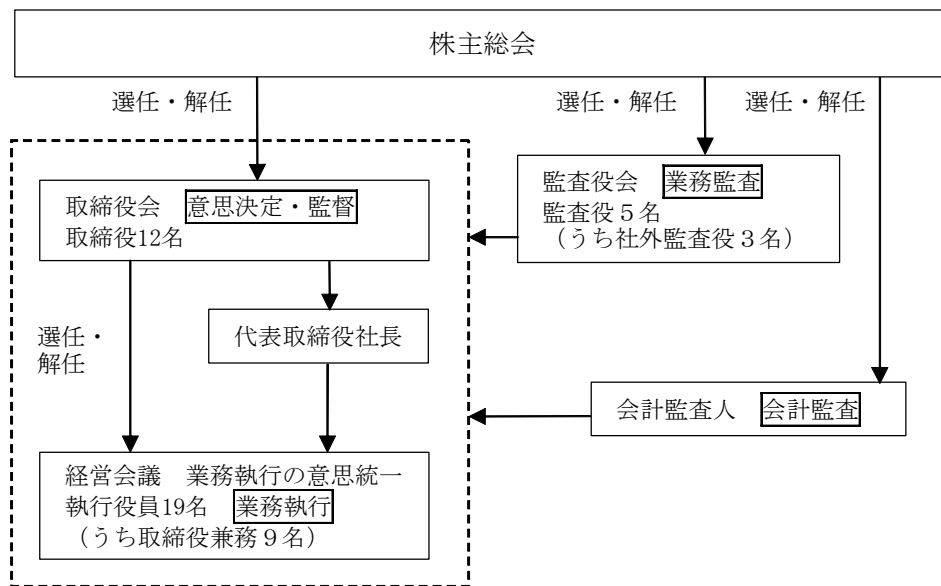 株主総会
選任・解任
選任・解任
選任・解任
取締役会 意思決定・監督
取締役12名
監査役会 業務監査
監査役5名
（うち社外監査役3名）
選任・
解任
代表取締役社長
会計監査人 会計監査
経営会議 業務執行の意思統一
執行役員19名 業務執行
（うち取締役兼務9名）